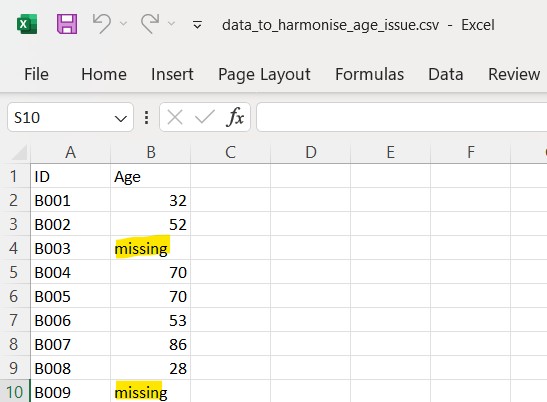 data_to_harmonise_age_issue.csv - Excel
File Home Insert Page Layout Formulas Data Review
S10 fx
A B C D E F
1 ID Age
2 B001 32
3 B002 52
4 B003 missing
5 B004 70
6 B005 70
7 B006 53
8 B007 86
9 B008 28
10 B009 missing